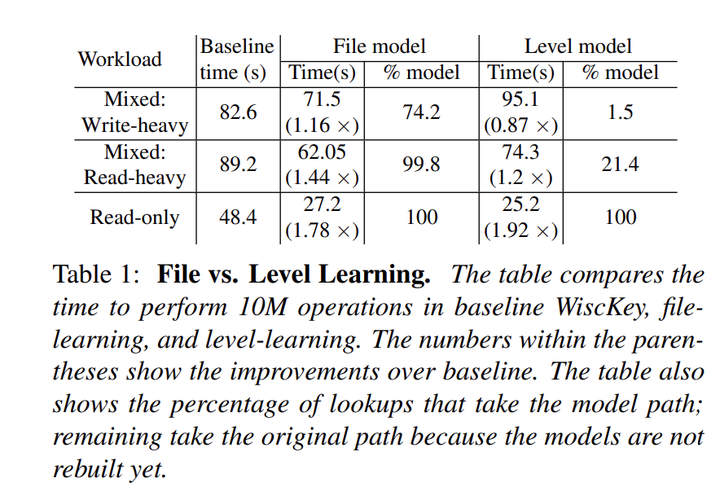 Workload Baseline time (s) File model Level model
Time(s) % model Time(s) % model
Mixed: Write-heavy 82.6 71.5 (1.16 ×) 74.2 95.1 (0.87 ×) 1.5
Mixed: Read-heavy 89.2 62.05 (1.44 ×) 99.8 74.3 (1.2 ×) 21.4
Read-only 48.4 27.2 (1.78 ×) 100 25.2 (1.92 ×) 100
Table 1: File vs. Level Learning. The table compares the
time to perform 10M operations in baseline WiscKey, file-
learning, and level-learning. The numbers within the paren-
theses show the improvements over baseline. The table also
shows the percentage of lookups that take the model path;
remaining take the original path because the models are not
rebuilt yet.